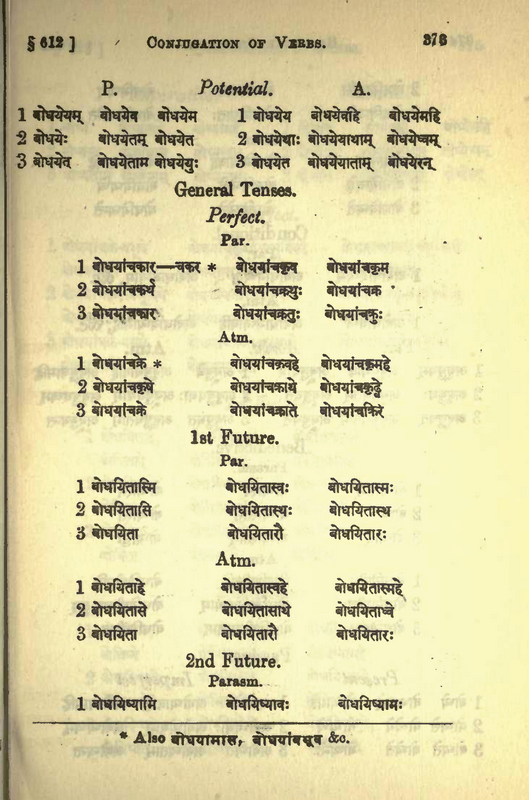 § 612 ] CONJUGATION OF VERBS. 373
P. Potential. A.
1 बोधयेयम् बोधयेव बोधयेम 1 बोधयेय बोधयेवहि बोधयेमहि
2 बोधयेः बोधयेतम् बोधयेत 2 बोधयेथाः बोधयेयाथाम् बोधयेध्वम्
3 बोधयेत् बोधयेताम बोधयेयुः 3 बोधयेत बोधयेयाताम् बोधयेरन्
General Tenses.
Perfect.
Par.
1 बोधयांचकार—चकर * बोधयांचकृव बोधयांचकृम
2 बोधयांचकर्थ बोधयांचक्रथुः बोधयांचक्र
3 बोधयांचकार बोधयांचक्रतुः बोधयांचक्रुः
Atm.
1 बोधयांचक्रे * बोधयांचकृवहे बोधयांचकृमहे
2 बोधयांचकृषे बोधयांचक्राथे बोधयांचकृढ्वे
3 बोधयांचक्रे बोधयांचक्राते बोधयांचक्रिरे
1st Future.
Par.
1 बोधयितास्मि बोधयितास्वः बोधयितास्मः
2 बोधयितासि बोधयितास्थः बोधयितास्थ
3 बोधयिता बोधयितारौ बोधयितारः
Atm.
1 बोधयिताहे बोधयितास्वहे बोधयितास्महे
2 बोधयितासे बोधयितासाथे बोधयिताध्वे
3 बोधयिता बोधयितारौ बोधयितारः
2nd Future.
Parasm.
1 बोधयिष्यामि बोधयिष्यावः बोधयिष्यामः
* Also बोधयामास, बोधयांबभूव &c.